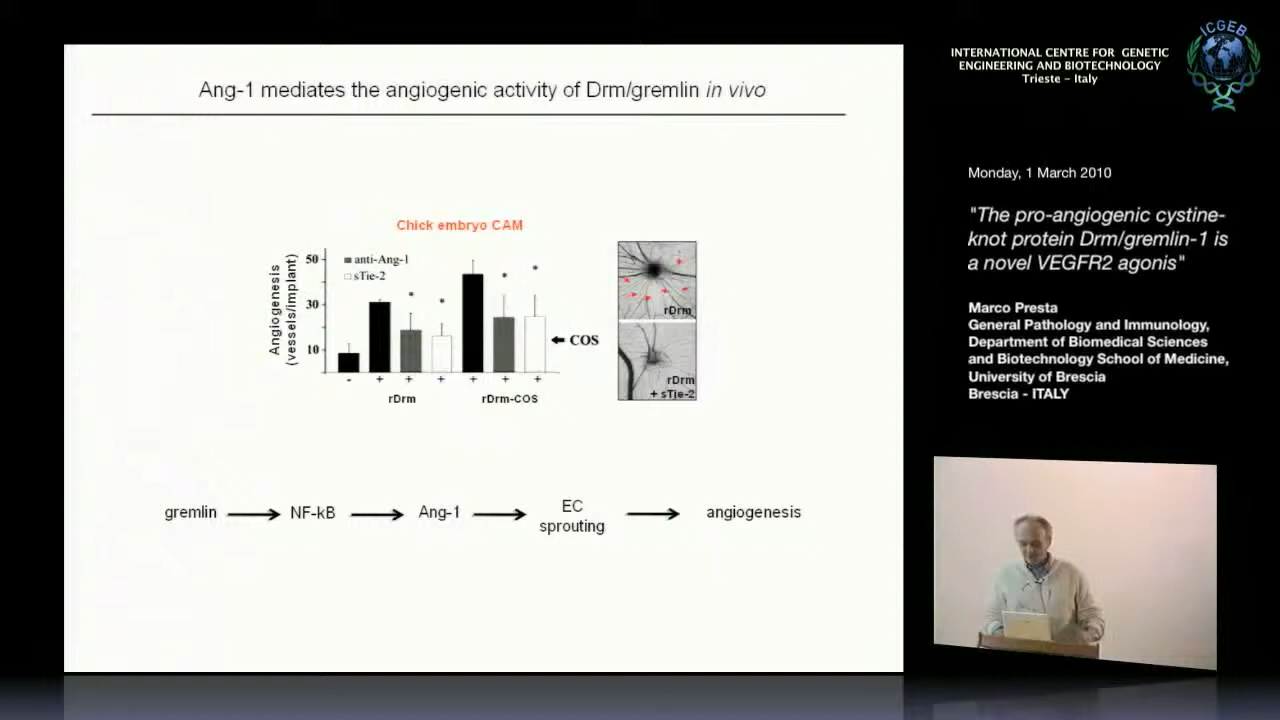 Ang-1 mediates the angiogenic activity of Drm/gremlin in vivo
Chick embryo CAM
Angiogenesis
(vessels/implant)
50
30
10
anti-Ang-1
sTie-2
*
*
*
*
- + + + + + +
rDrm
rDrm-COS
COS
rDrm
rDrm
+ sTie-2
gremlin
NF-kB
Ang-1
EC
sprouting
angiogenesis
ICGEB
INTERNATIONAL CENTRE FOR GENETIC
ENGINEERING AND BIOTECHNOLOGY
Trieste – Italy
Monday, 1 March 2010
"The pro-angiogenic cystine-
knot protein Drm/gremlin-1 is
a novel VEGFR2 agonis"
Marco Presta
General Pathology and Immunology,
Department of Biomedical Sciences
and Biotechnology School of Medicine,
University of Brescia
Brescia - ITALY